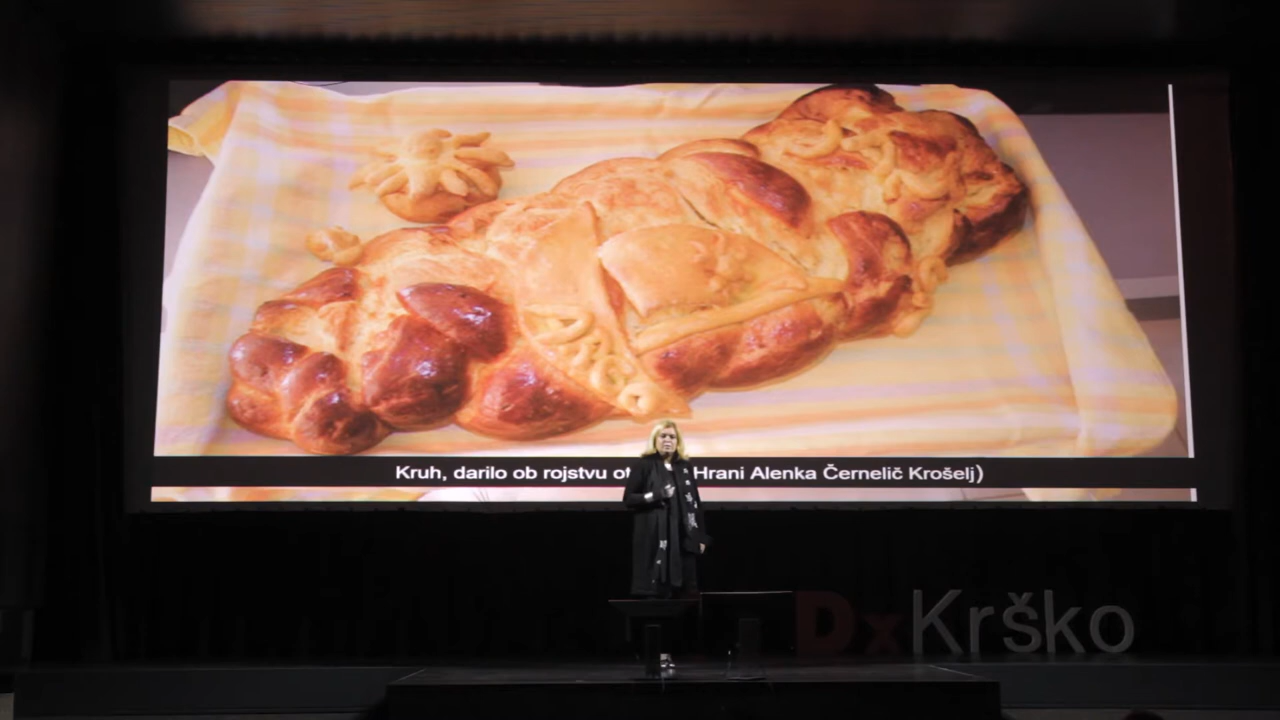 Kruh, darilo ob rojstvu ot Hrani Alenka Černelič Krošelj)
DxKrško